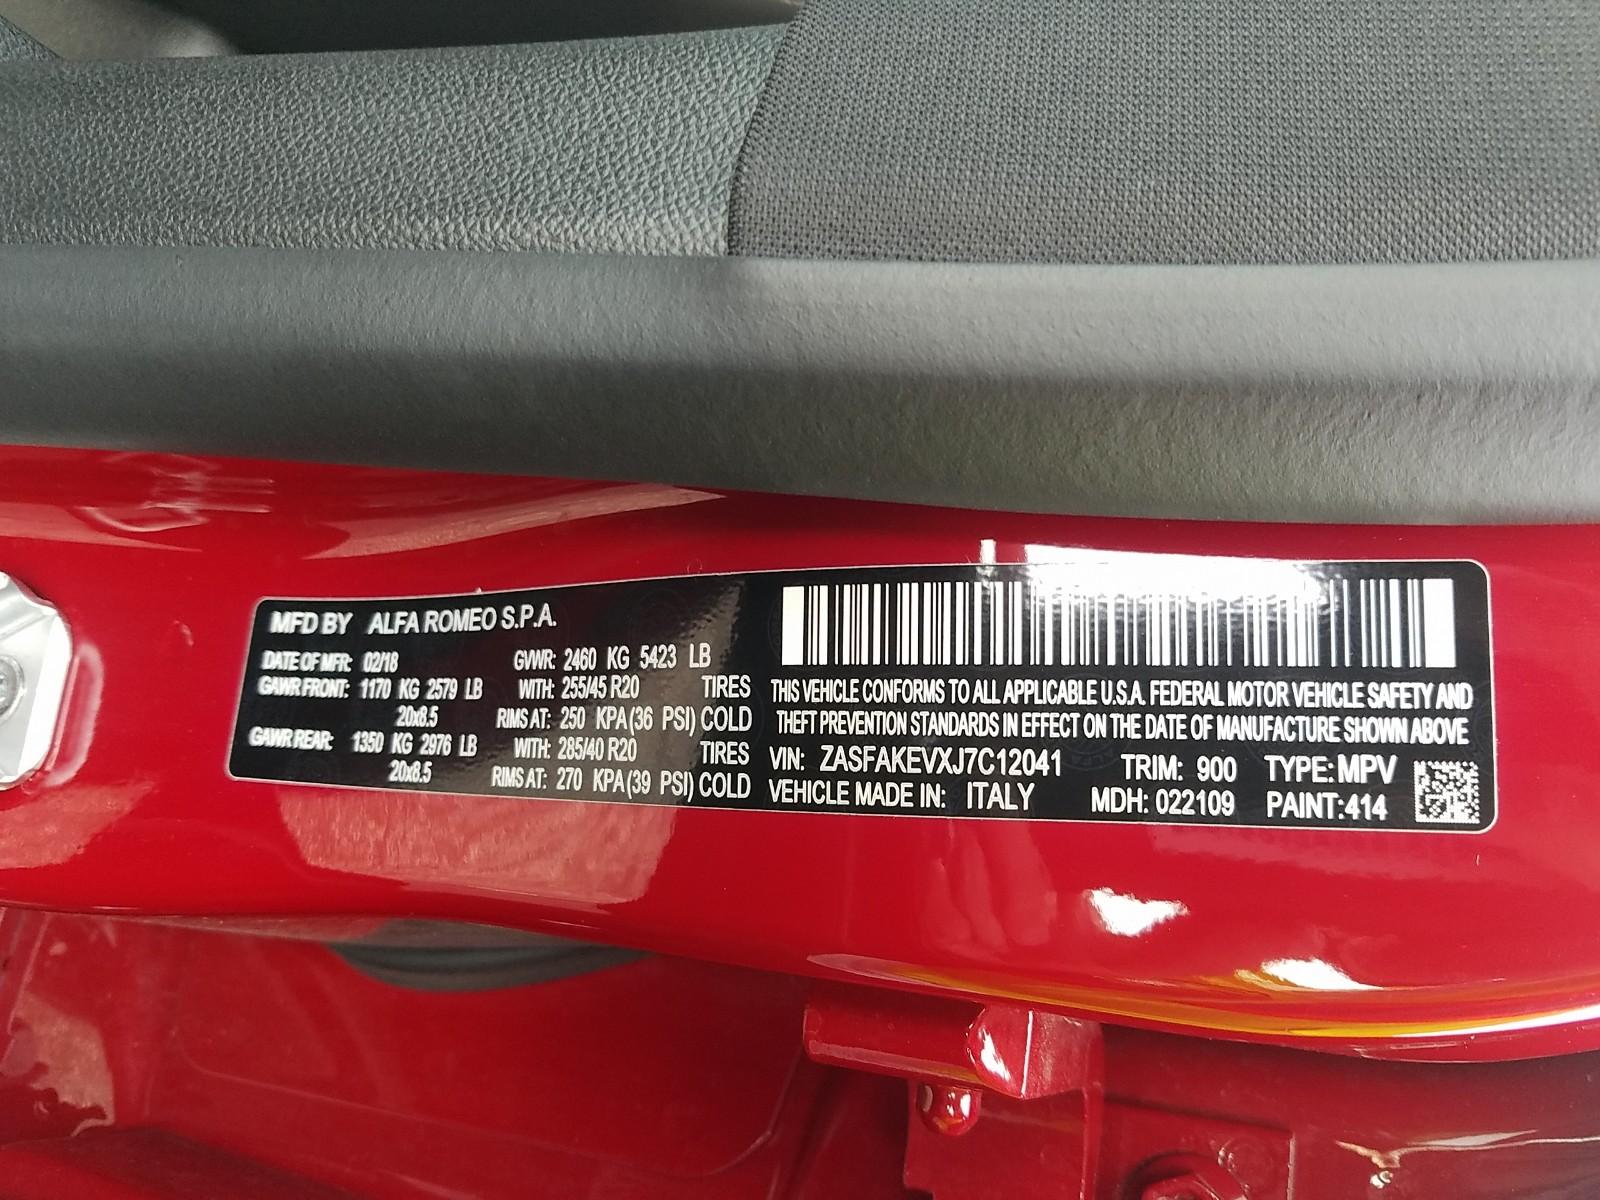 MFD BY ALFA ROMEO S.P.A.
DATE OF MFR: 02/18 GVWR: 2460 KG 5423 LB
GAWR FRONT: 1170 KG 2579 LB WITH: 255/45 R20 TIRES
20x8.5 RIMS AT: 250 KPA(36 PSI) COLD
GAWR REAR: 1350 KG 2976 LB WITH: 285/40 R20 TIRES
20x8.5 RIMS AT: 270 KPA(39 PSI) COLD
THIS VEHICLE CONFORMS TO ALL APPLICABLE U.S.A. FEDERAL MOTOR VEHICLE SAFETY AND
THEFT PREVENTION STANDARDS IN EFFECT ON THE DATE OF MANUFACTURE SHOWN ABOVE
VIN: ZASFAKEVXJ7C12041 TRIM: 900 TYPE: MPV
VEHICLE MADE IN: ITALY MDH: 022109 PAINT:414